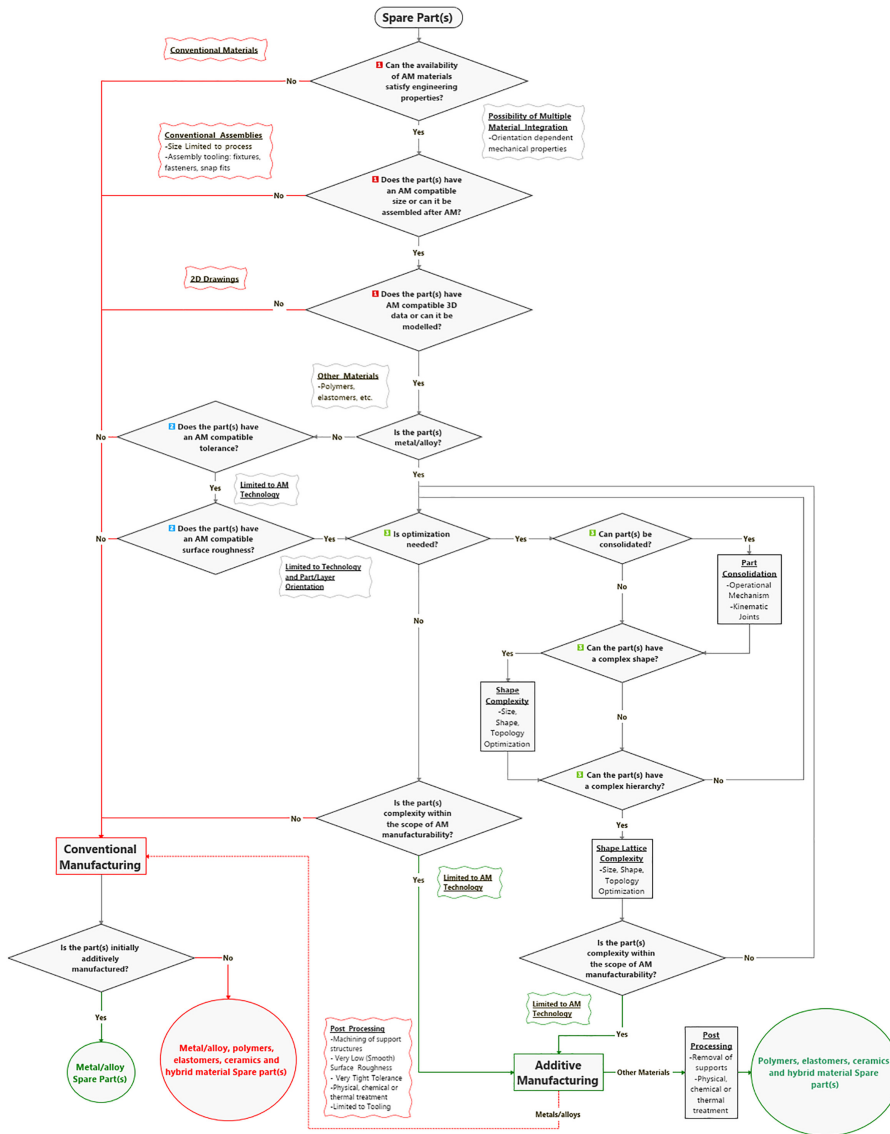 Spare Part(s)
Conventional Materials
1 Can the availability
of AM materials
satisfy engineering
properties?
No
Yes
Possibility of Multiple
Material Integration
-Orientation dependent
mechanical properties
Conventional Assemblies
-Size Limited to process
-Assembly tooling: fixtures,
fasteners, snap fits
1 Does the part(s) have
an AM compatible
size or can it be
assembled after AM?
No
Yes
2D Drawings
1 Does the part(s) have
AM compatible 3D
data or can it be
modelled?
No
Yes
Other Materials
-Polymers,
elastomers, etc.
Is the part(s)
metal/alloy?
No
Yes
2 Does the part(s) have
an AM compatible
tolerance?
No
Yes
Limited to AM
Technology
2 Does the part(s) have
an AM compatible
surface roughness?
No
Yes
Limited to Technology
and Part/Layer
Orientation
3 Is optimization
needed?
Yes
No
3 Can part(s) be
consolidated?
Yes
No
Part
Consolidation
-Operational
Mechanism
-Kinematic
Joints
3 Can the part(s) have
a complex shape?
Yes
No
Shape
Complexity
-Size,
Shape,
Topology
Optimization
3 Can the part(s) have
a complex hierarchy?
No
Yes
Shape Lattice
Complexity
-Size, Shape,
Topology
Optimization
Is the part(s)
complexity within
the scope of AM
manufacturability?
No
Yes
Limited to AM
Technology
Conventional
Manufacturing
Is the part(s) initially
additively
manufactured?
No
Yes
Metal/alloy
Spare Part(s)
Metal/alloy, polymers,
elastomers, ceramics and
hybrid material Spare part(s)
Is the part(s)
complexity within
the scope of AM
manufacturability?
No
Yes
Limited to AM
Technology
Post Processing
-Machining of support
structures
- Very Low (Smooth)
Surface Roughness
- Very Tight Tolerance
-Physical, chemical or
thermal treatment
-Limited to Tooling
Additive
Manufacturing
Other Materials
Metals/alloys
Post
Processing
-Removal of
supports
-Physical,
chemical or
thermal
treatment
Polymers, elastomers, ceramics
and hybrid material Spare
part(s)